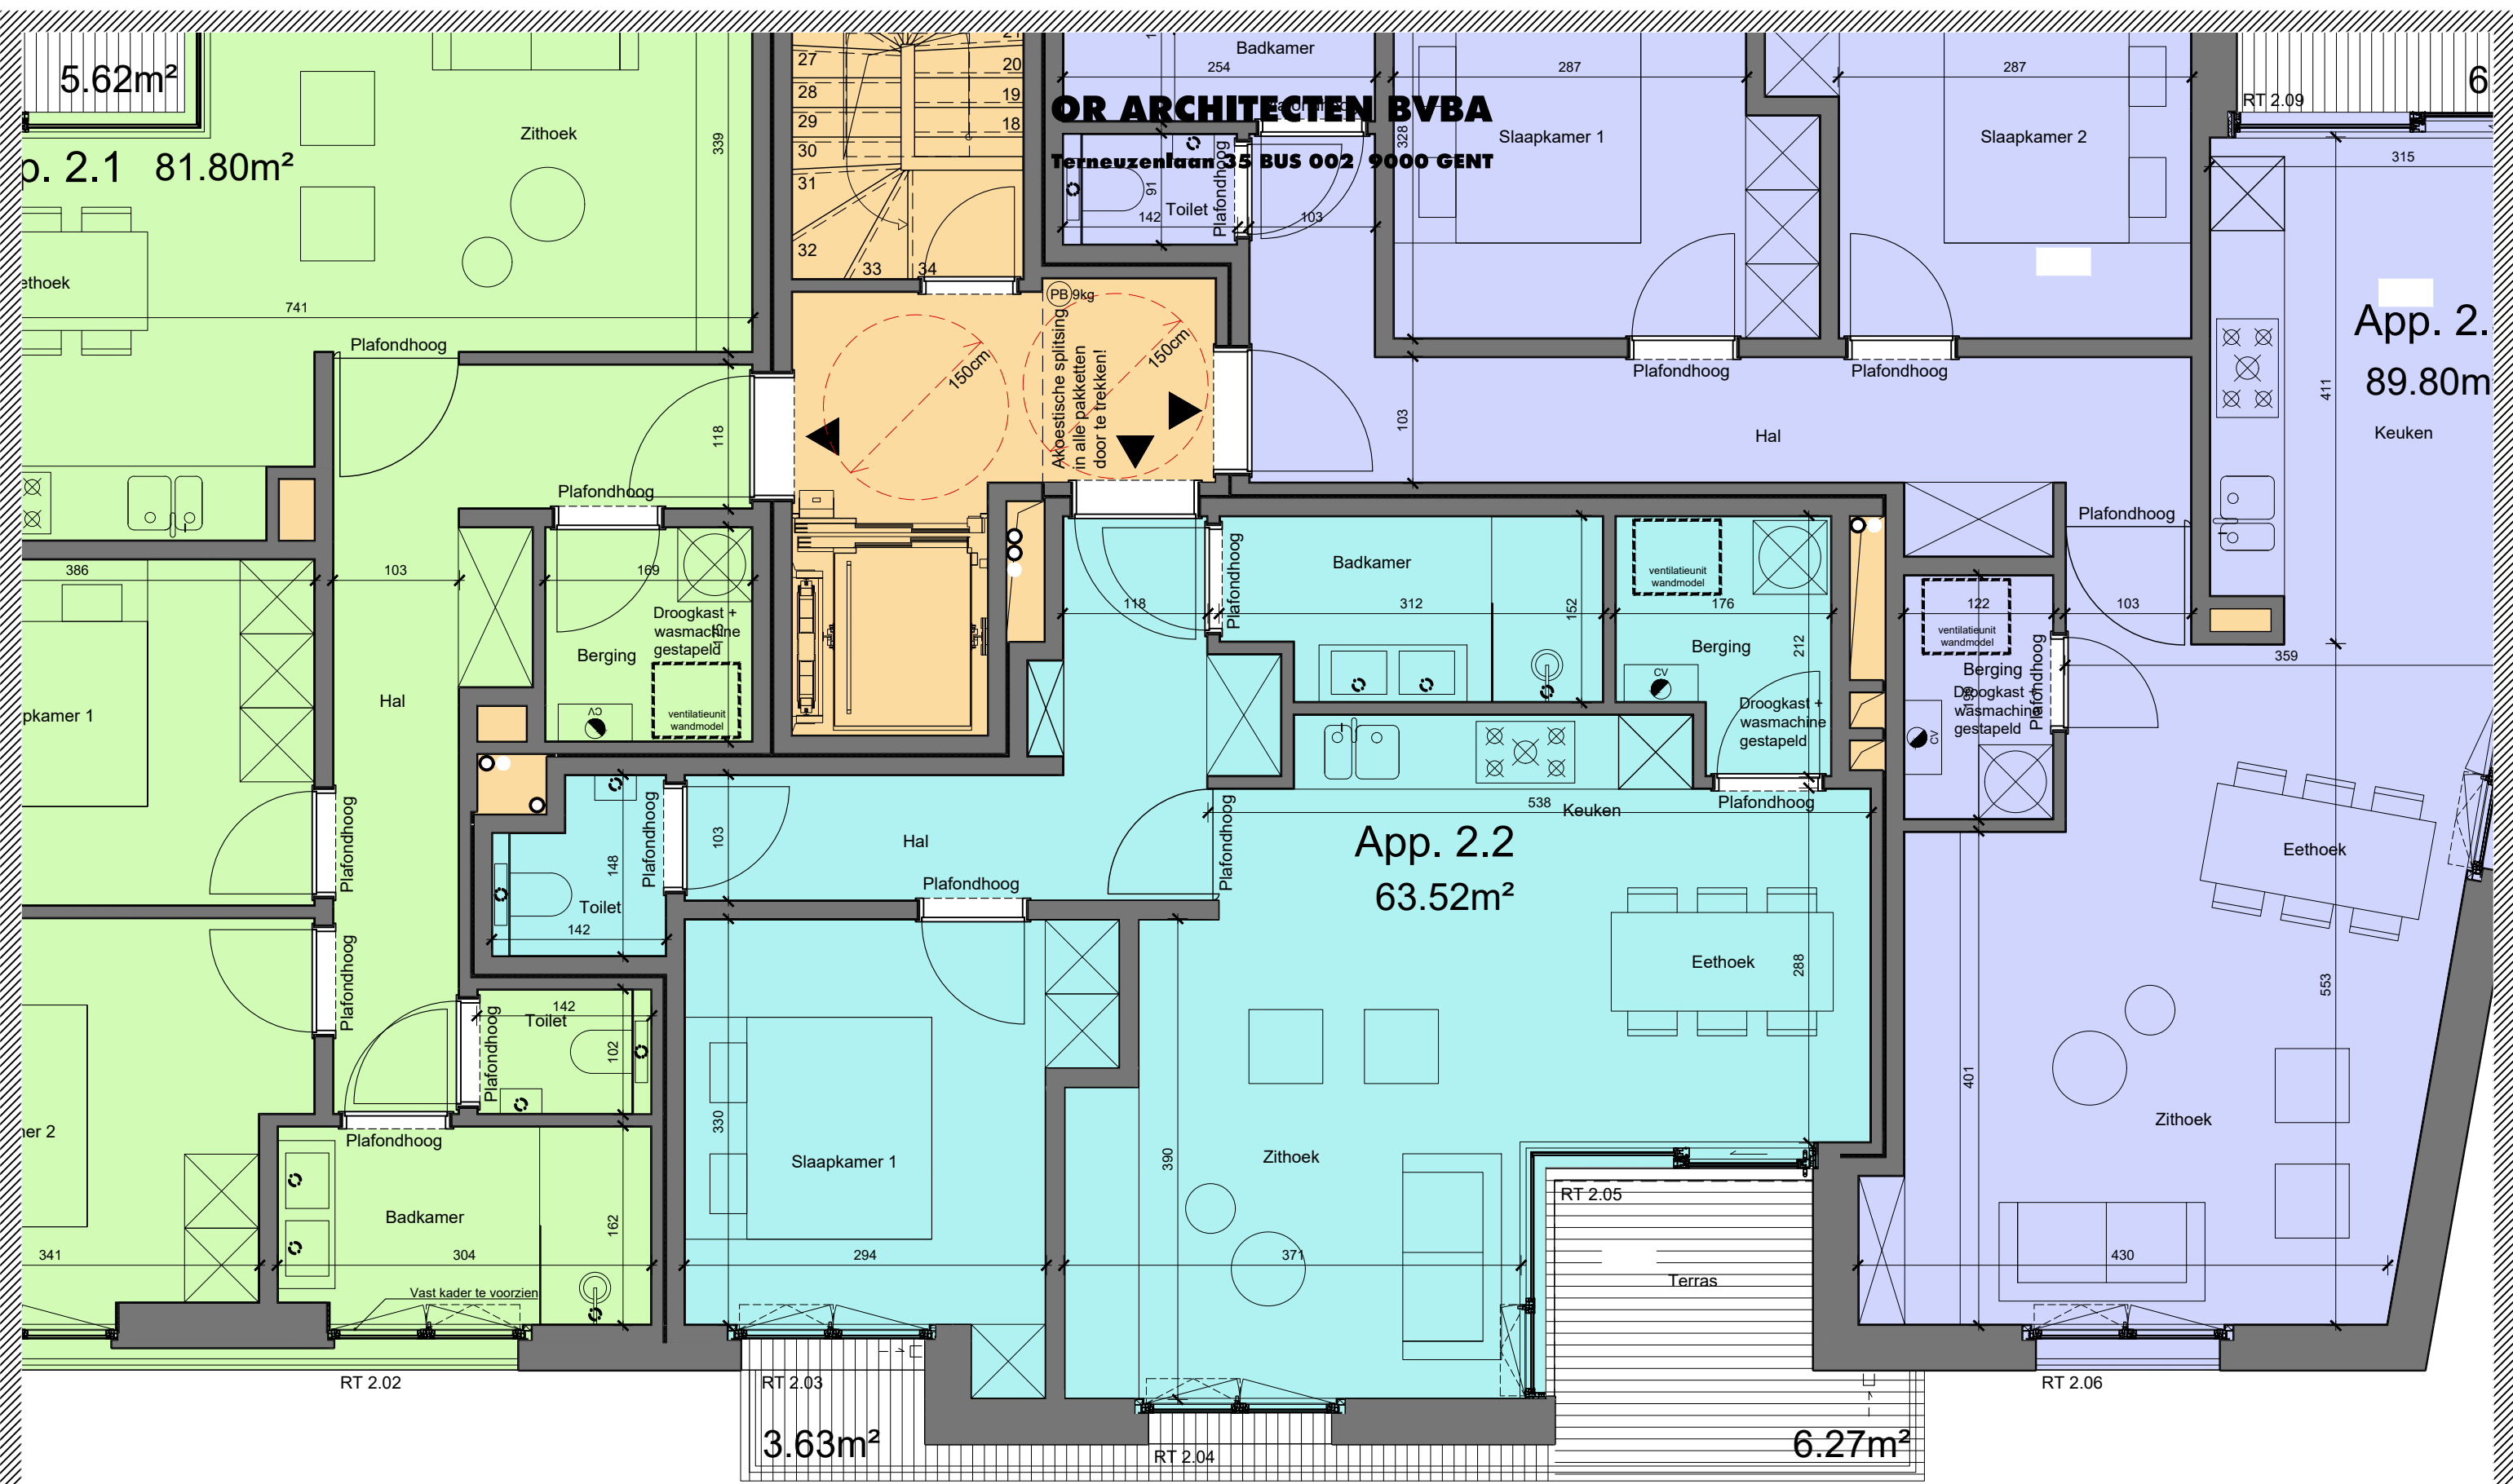 OR ARCHITECTEN BVBA
Terneuzenlaan 35 BUS 002 9000 GENT
5.62m²
Zithoek
339
p. 2.1 81.80m²
ethoek
741
Plafondhoog
118
Plafondhoog
386
103
169
Droogkast +
wasmachine
gestapeld
Berging
CV
ventilatieunit
wandmodel
Hal
pkamer 1
Plafondhoog
Plafondhoog
mer 2
341
Plafondhoog
142
Toilet
102
Plafondhoog
Badkamer
304
162
Vast kader te voorzien
RT 2.02
27
28
29
30
31
32
33
34
21
20
19
18
PB 9kg
150cm
150cm
Akoestische splitsing
in alle pakketten
door te trekken!
Badkamer
254
Toilet
91
142
103
Plafondhoog
328
287
Slaapkamer 1
Plafondhoog
287
Slaapkamer 2
Plafondhoog
103
Hal
RT 2.09
6
315
App. 2.
89.80m
411
Keuken
Plafondhoog
122
103
ventilatieunit
wandmodel
Berging
Droogkast +
wasmachine
gestapeld
CV
Plafondhoog
359
Eethoek
553
401
Zithoek
430
RT 2.06
118
Plafondhoog
Badkamer
312
152
ventilatieunit
wandmodel
176
212
Berging
CV
Droogkast +
wasmachine
gestapeld
Plafondhoog
538
Keuken
App. 2.2
63.52m²
Hal
103
Plafondhoog
Plafondhoog
Plafondhoog
148
Toilet
142
Eethoek
288
330
Slaapkamer 1
294
390
Zithoek
371
RT 2.05
Terras
RT 2.03
3.63m²
RT 2.04
6.27m²